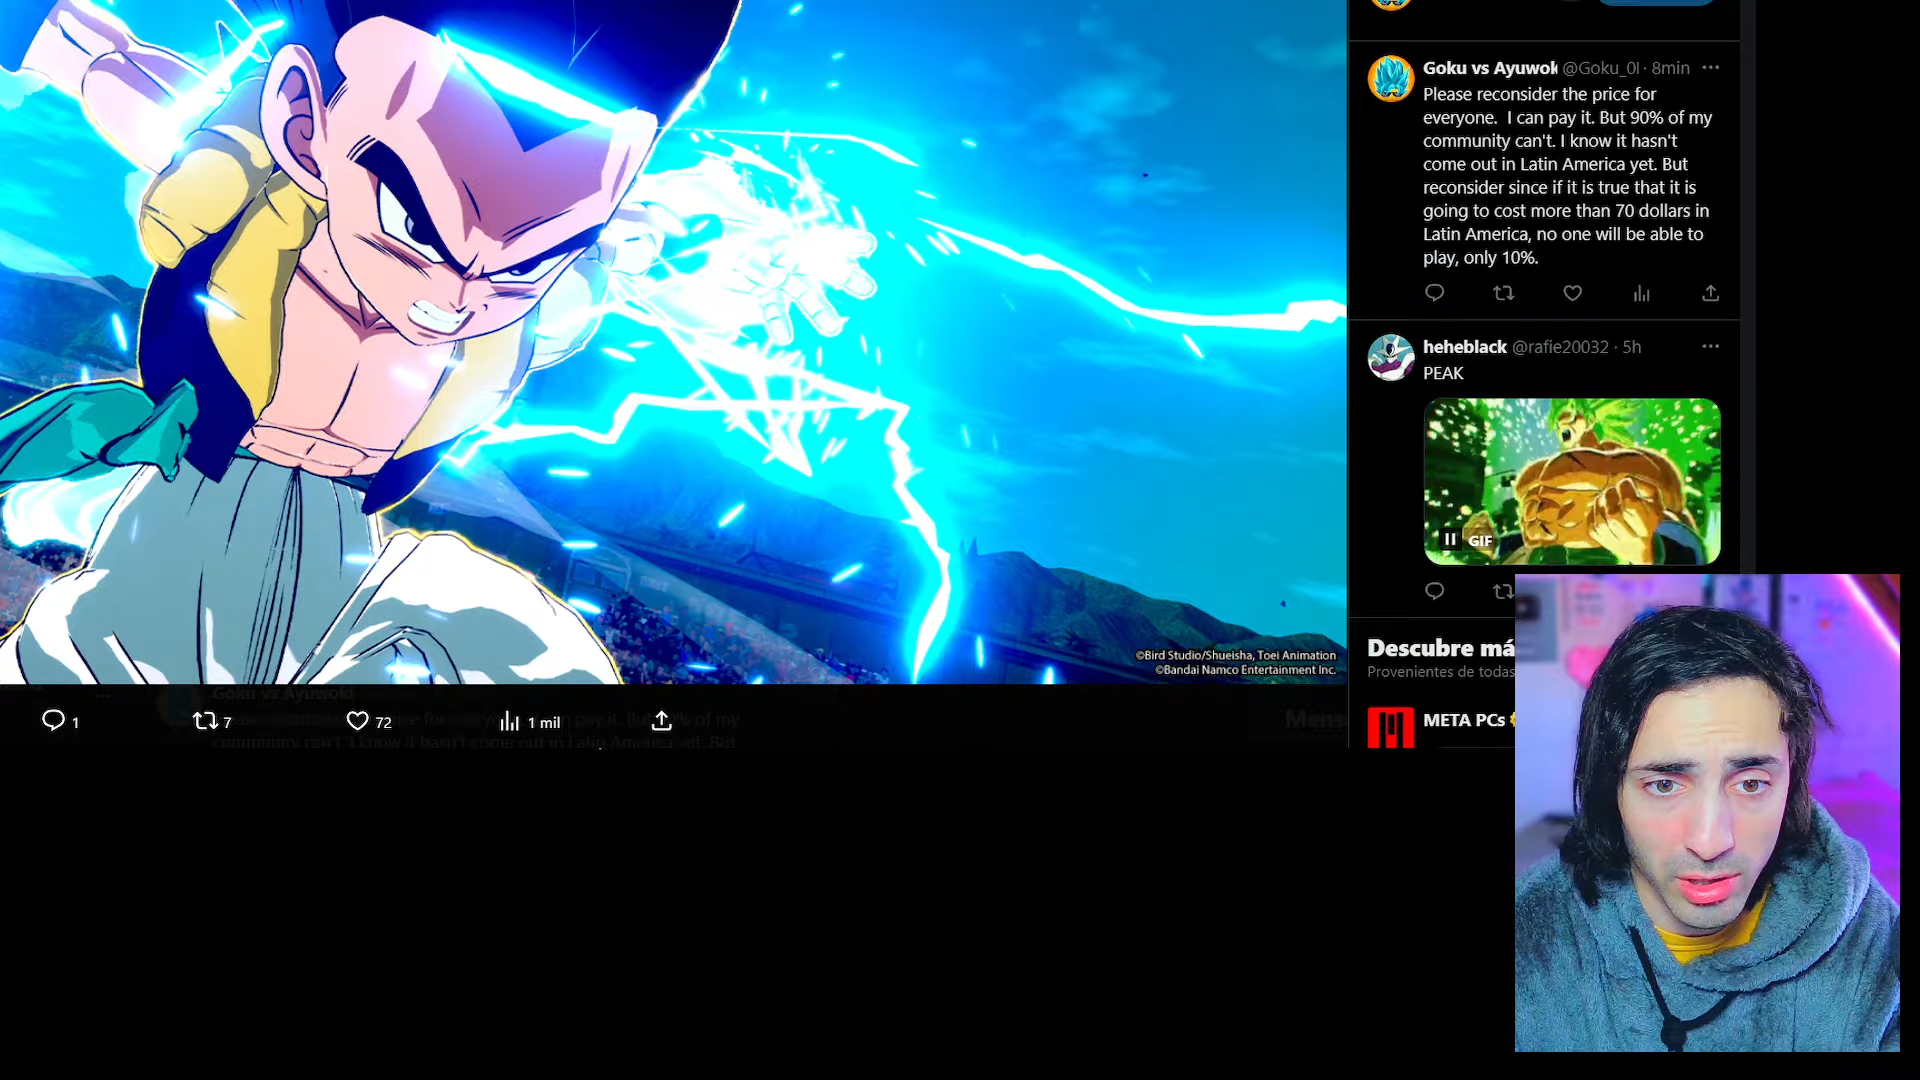 Goku vs Ayuwok @Goku_0l · 8min
Please reconsider the price for
everyone. I can pay it. But 90% of my
community can't. I know it hasn't
come out in Latin America yet. But
reconsider since if it is true that it is
going to cost more than 70 dollars in
Latin America, no one will be able to
play, only 10%.
heheblack @rafie20032 · 5h
PEAK
GIF
©Bird Studio/Shueisha, Toei Animation
©Bandai Namco Entertainment Inc.
Descubre má
Provenientes de todas
META PCs
Goku vs Ayuwoki
1
7
72
1 mil